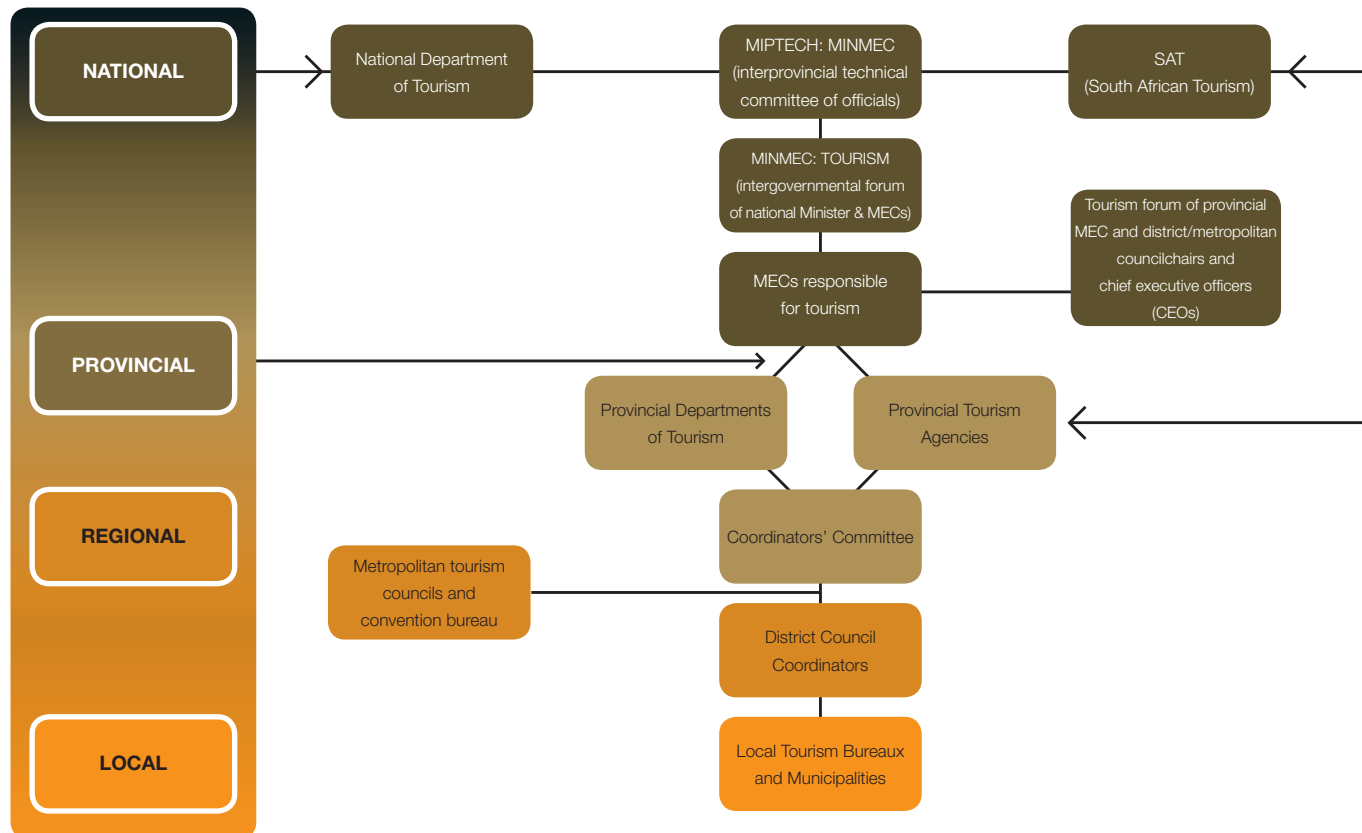 NATIONAL
National Department
of Tourism
MIPTECH: MINMEC
(interprovincial technical
committee of officials)
SAT
(South African Tourism)
MINMEC: TOURISM
(intergovernmental forum
of national Minister & MECs)
Tourism forum of provincial
MEC and district/metropolitan
councilchairs and
chief executive officers
(CEOs)
MECs responsible
for tourism
PROVINCIAL
Provincial Departments
of Tourism
Provincial Tourism
Agencies
REGIONAL
Coordinators’ Committee
Metropolitan tourism
councils and
convention bureau
District Council
Coordinators
LOCAL
Local Tourism Bureaux
and Municipalities